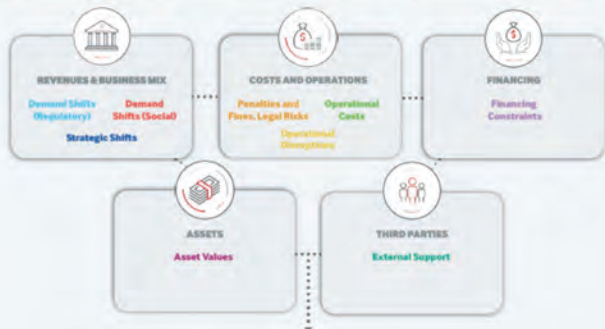 REVENUES & BUSINESS MIX
Demand Shifts
(Regulatory)
Demand
Shifts (Social)
Strategic Shifts
COSTS AND OPERATIONS
Penalties and
Fines, Legal Risks
Operational
Costs
Operational
Disruptions
FINANCING
Financing
Constraints
ASSETS
Asset Values
THIRD PARTIES
External Support